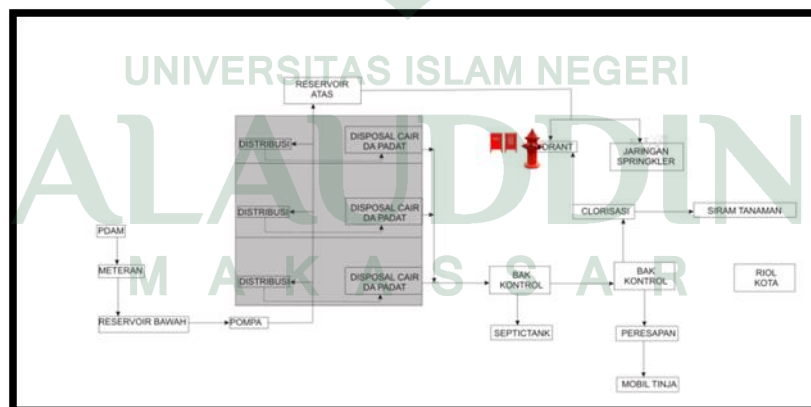 UNIVERSITAS ISLAM NEGERI
ALAUDDIN
MAKASSAR
RESERVOIR
ATAS
DISTRIBUSI
DISPOSAL CAIR
DA PADAT
DISTRIBUSI
DISPOSAL CAIR
DA PADAT
DISTRIBUSI
DISPOSAL CAIR
DA PADAT
DRANT
JARINGAN
SPRINGKLER
CLORISASI
SIRAM TANAMAN
PDAM
METERAN
RESERVOIR BAWAH
POMPA
BAK
KONTROL
BAK
KONTROL
RIOL
KOTA
SEPTICTANK
PERESAPAN
MOBIL TINJA